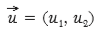 u⃗ = (u₁, u₂)